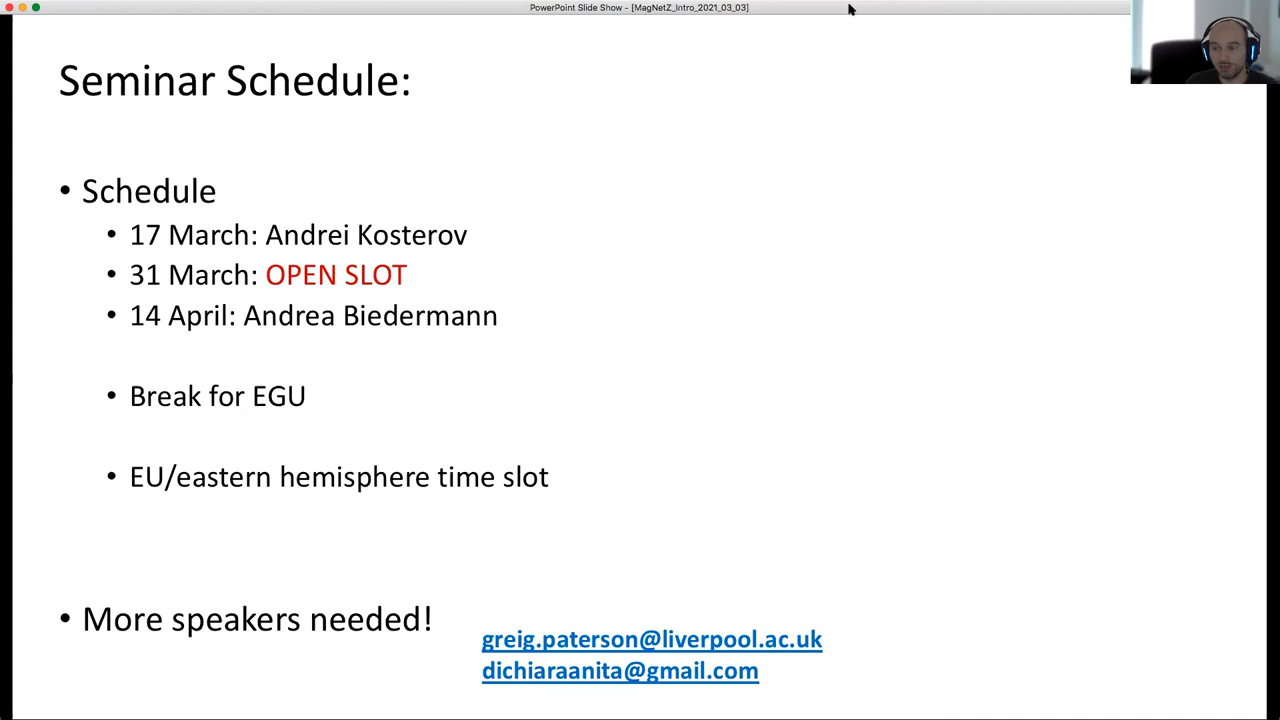 PowerPoint Slide Show - [MagNetZ_Intro_2021_03_03]
Seminar Schedule:
• Schedule
• 17 March: Andrei Kosterov
• 31 March: OPEN SLOT
• 14 April: Andrea Biedermann
• Break for EGU
• EU/eastern hemisphere time slot
• More speakers needed!
greig.paterson@liverpool.ac.uk
dichiaraanita@gmail.com